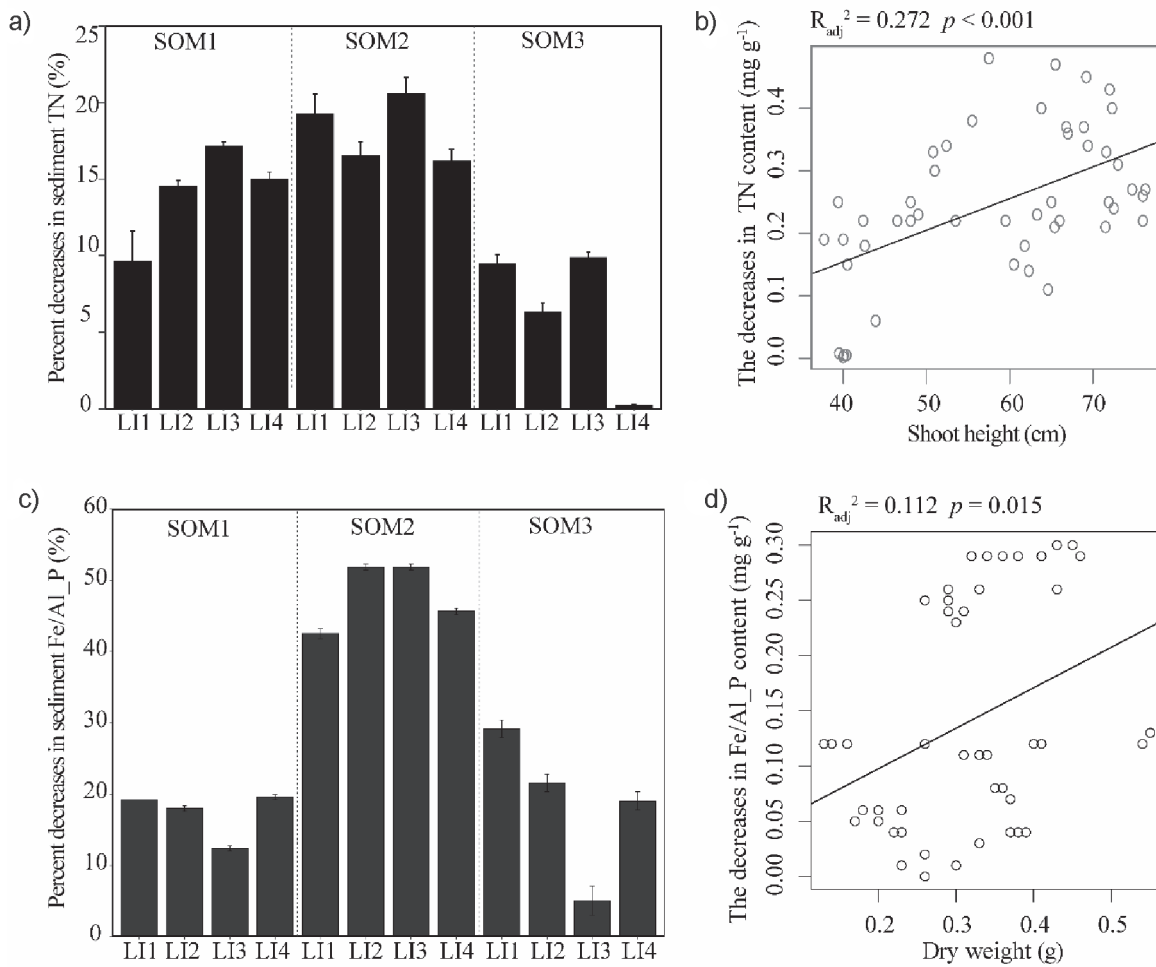 a)
Percent decreases in sediment TN (%)
25
20
15
10
5
0
SOM1 SOM2 SOM3
LI1 LI2 LI3 LI4 LI1 LI2 LI3 LI4 LI1 LI2 LI3 LI4
b)
R_adj² = 0.272 p < 0.001
The decreases in TN content (mg g⁻¹)
0.4
0.3
0.2
0.1
0.0
40 50 60 70
Shoot height (cm)
c)
Percent decreases in sediment Fe/Al_P (%)
60
50
40
30
20
10
0
SOM1 SOM2 SOM3
LI1 LI2 LI3 LI4 LI1 LI2 LI3 LI4 LI1 LI2 LI3 LI4
d)
R_adj² = 0.112 p = 0.015
The decreases in Fe/Al_P content (mg g⁻¹)
0.30
0.25
0.20
0.15
0.10
0.05
0.00
0.2 0.3 0.4 0.5
Dry weight (g)